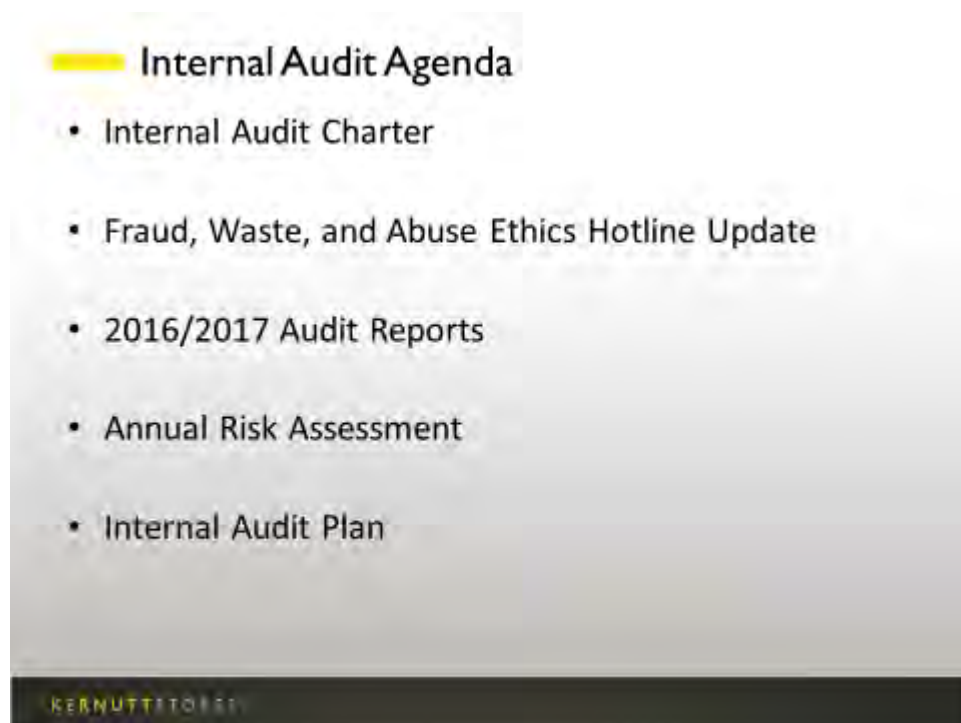 Internal Audit Agenda
• Internal Audit Charter
• Fraud, Waste, and Abuse Ethics Hotline Update
• 2016/2017 Audit Reports
• Annual Risk Assessment
• Internal Audit Plan